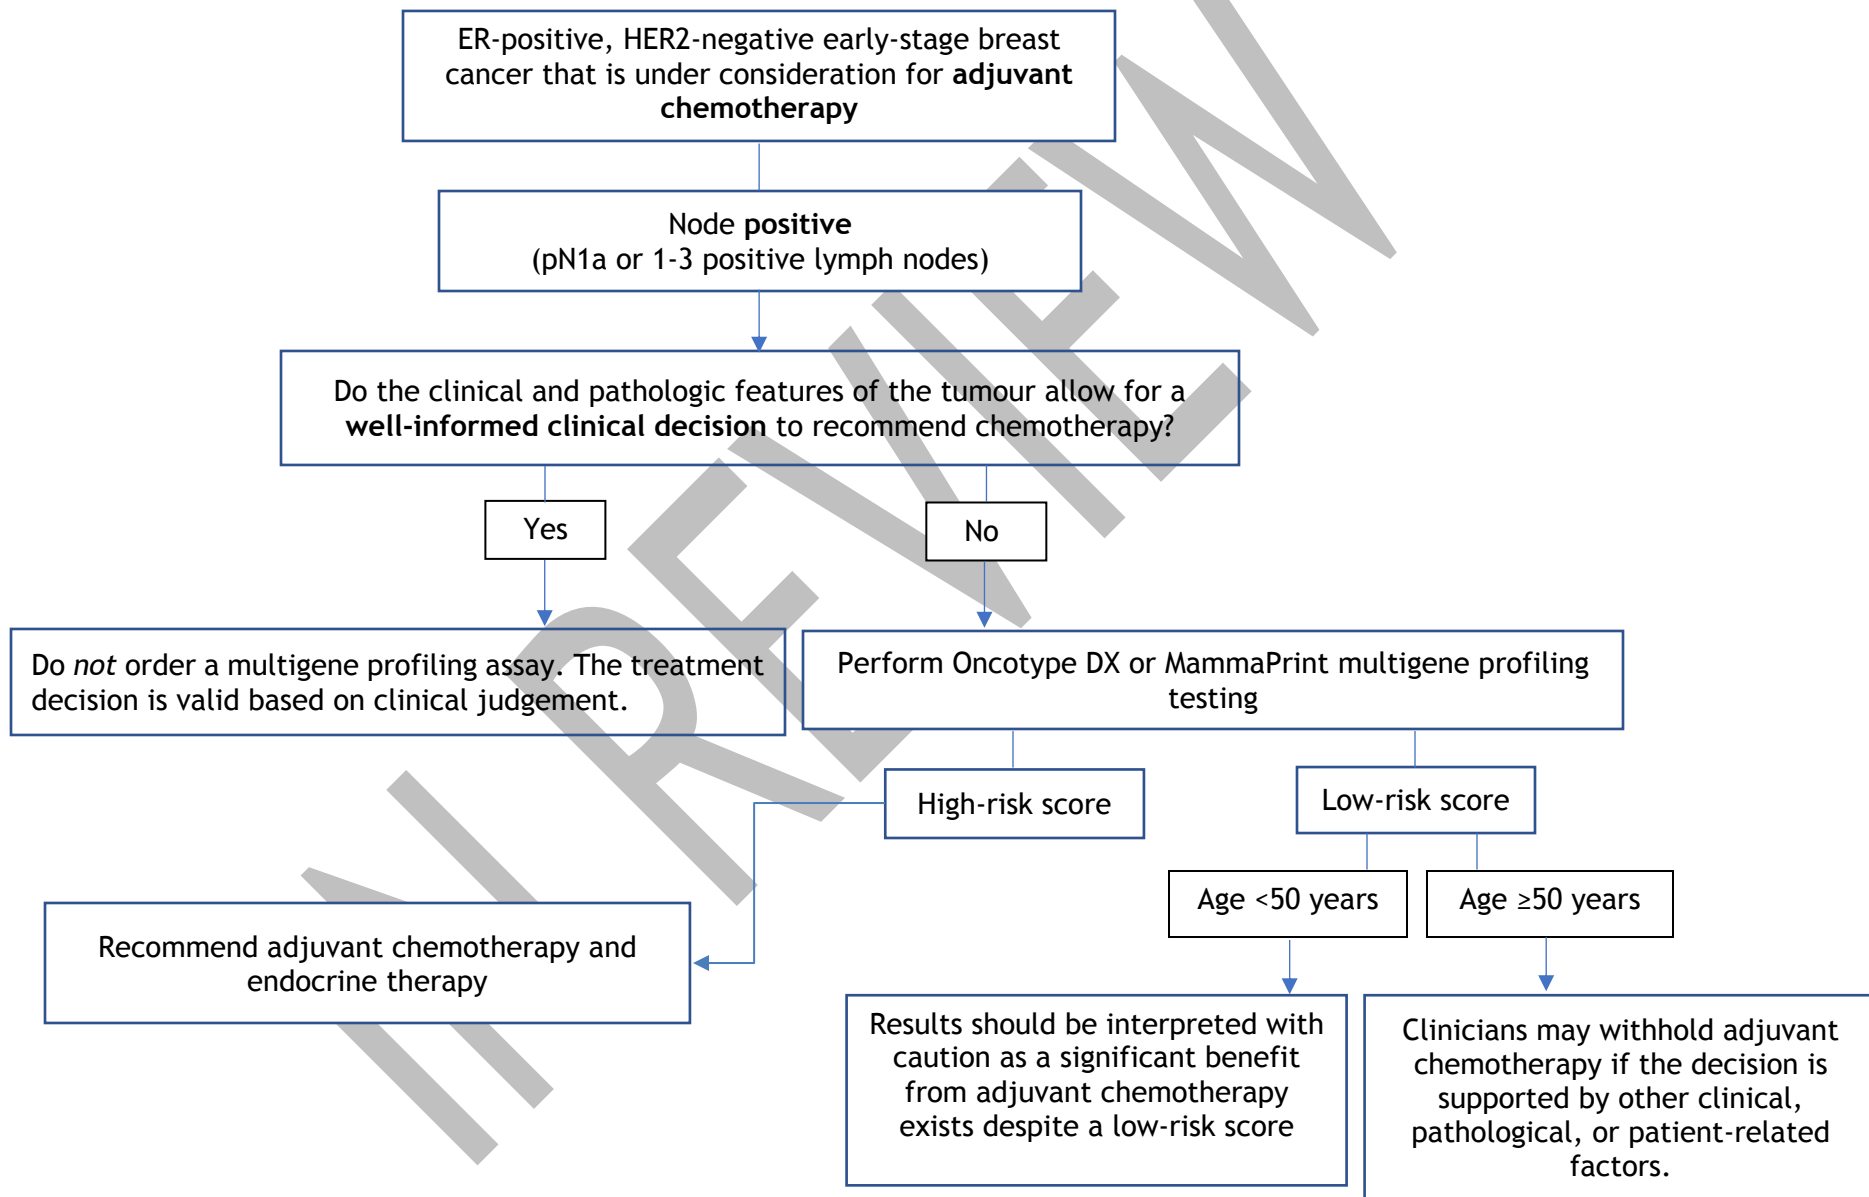 ER-positive, HER2-negative early-stage breast
cancer that is under consideration for adjuvant
chemotherapy
Node positive
(pN1a or 1-3 positive lymph nodes)
Do the clinical and pathologic features of the tumour allow for a
well-informed clinical decision to recommend chemotherapy?
Yes
No
Do not order a multigene profiling assay. The treatment
decision is valid based on clinical judgement.
Perform Oncotype DX or MammaPrint multigene profiling
testing
High-risk score
Low-risk score
Age <50 years
Age ≥50 years
Recommend adjuvant chemotherapy and
endocrine therapy
Results should be interpreted with
caution as a significant benefit
from adjuvant chemotherapy
exists despite a low-risk score
Clinicians may withhold adjuvant
chemotherapy if the decision is
supported by other clinical,
pathological, or patient-related
factors.
IN REVIEW